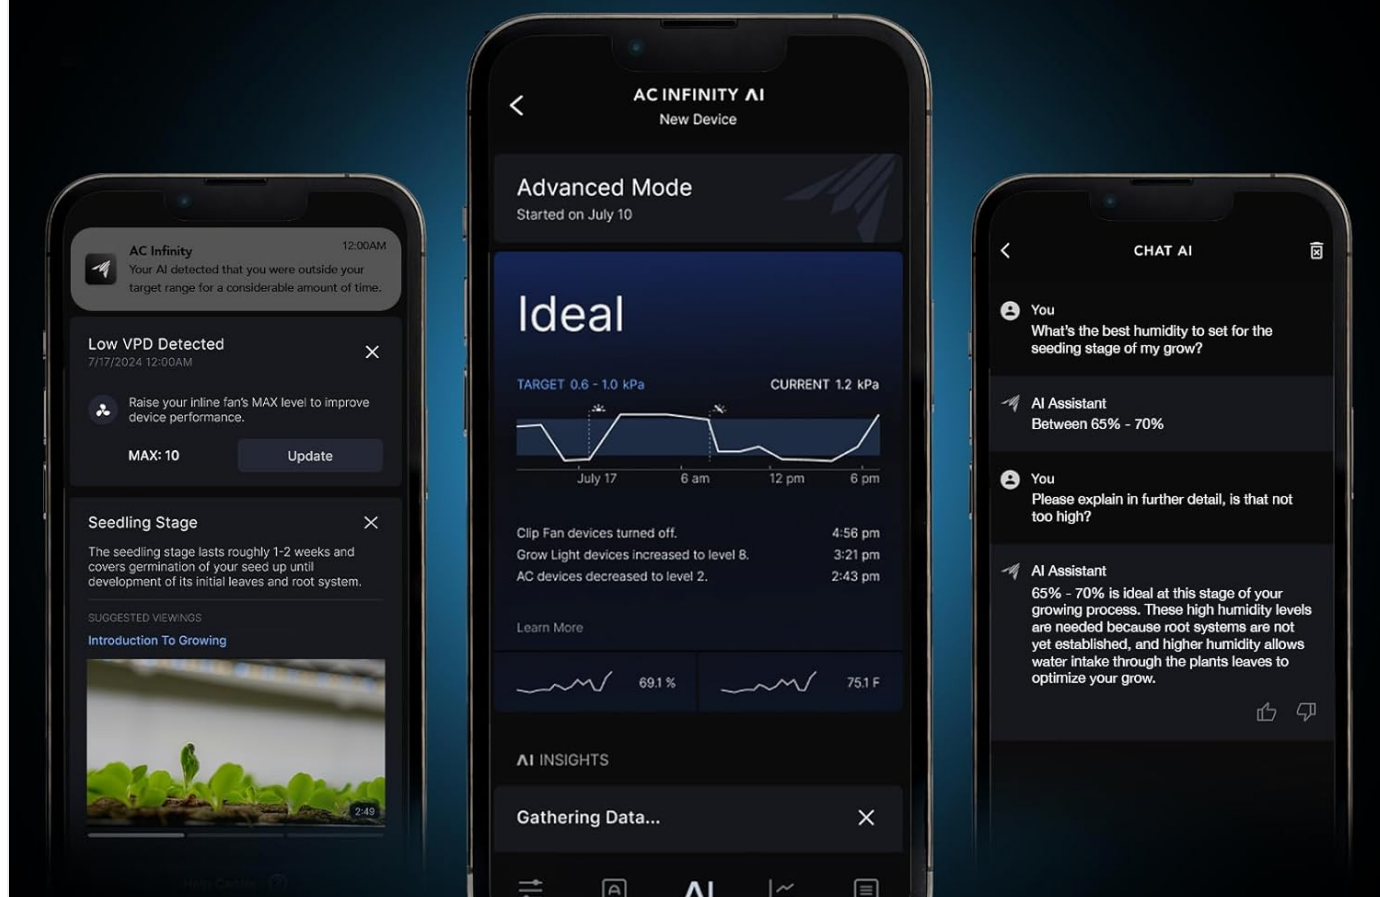 AC Infinity
12:00AM
Your AI detected that you were outside your
target range for a considerable amount of time.
Low VPD Detected
7/17/2024 12:00AM
Raise your inline fan's MAX level to improve
device performance.
MAX: 10
Update
Seedling Stage
The seedling stage lasts roughly 1-2 weeks and
covers germination of your seed up until
development of its initial leaves and root system.
SUGGESTED VIEWINGS
Introduction To Growing
2:49
Help Center
AC INFINITY AI
New Device
Advanced Mode
Started on July 10
Ideal
TARGET 0.6 - 1.0 kPa
CURRENT 1.2 kPa
July 17 6 am 12 pm 6 pm
Clip Fan devices turned off. 4:56 pm
Grow Light devices increased to level 8. 3:21 pm
AC devices decreased to level 2. 2:43 pm
Learn More
69.1 %
75.1 F
AI INSIGHTS
Gathering Data...
A
AI
CHAT AI
You
What's the best humidity to set for the
seeding stage of my grow?
AI Assistant
Between 65% - 70%
You
Please explain in further detail, is that not
too high?
AI Assistant
65% - 70% is ideal at this stage of your
growing process. These high humidity levels
are needed because root systems are not
yet established, and higher humidity allows
water intake through the plants leaves to
optimize your grow.